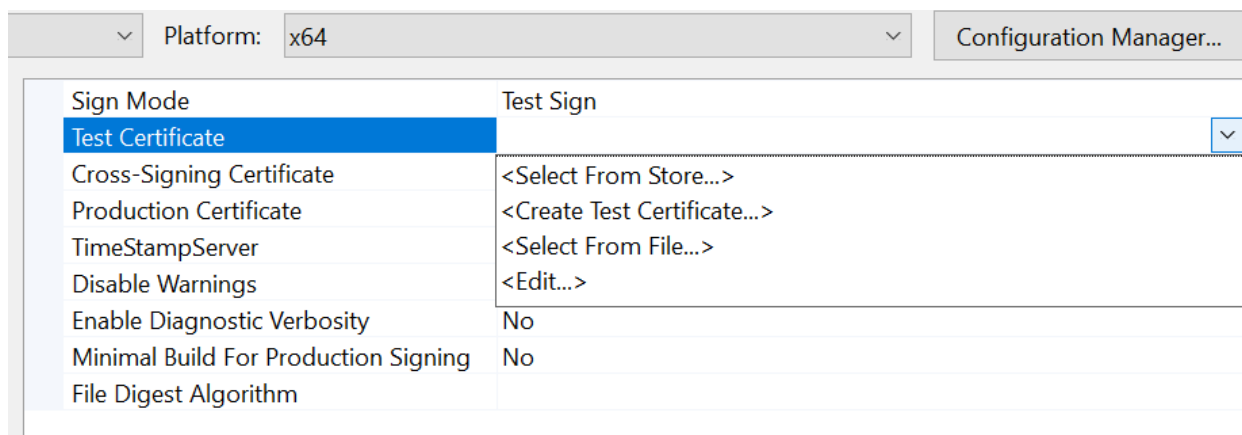 Platform: x64 Configuration Manager...
Sign Mode Test Sign
Test Certificate
Cross-Signing Certificate <Select From Store...>
Production Certificate <Create Test Certificate...>
TimeStampServer <Select From File...>
Disable Warnings <Edit...>
Enable Diagnostic Verbosity No
Minimal Build For Production Signing No
File Digest Algorithm